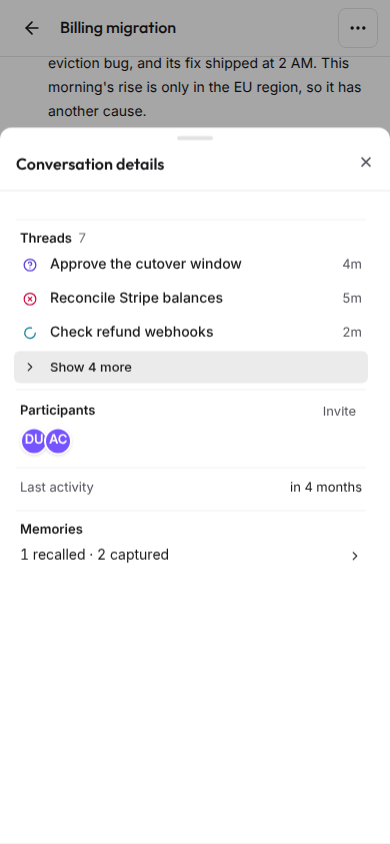 Billing migration
eviction bug, and its fix shipped at 2 AM. This
morning's rise is only in the EU region, so it has
another cause.
Conversation details
Threads 7
Approve the cutover window 4m
Reconcile Stripe balances 5m
Check refund webhooks 2m
Show 4 more
Participants Invite
DU AC
Last activity in 4 months
Memories
1 recalled · 2 captured